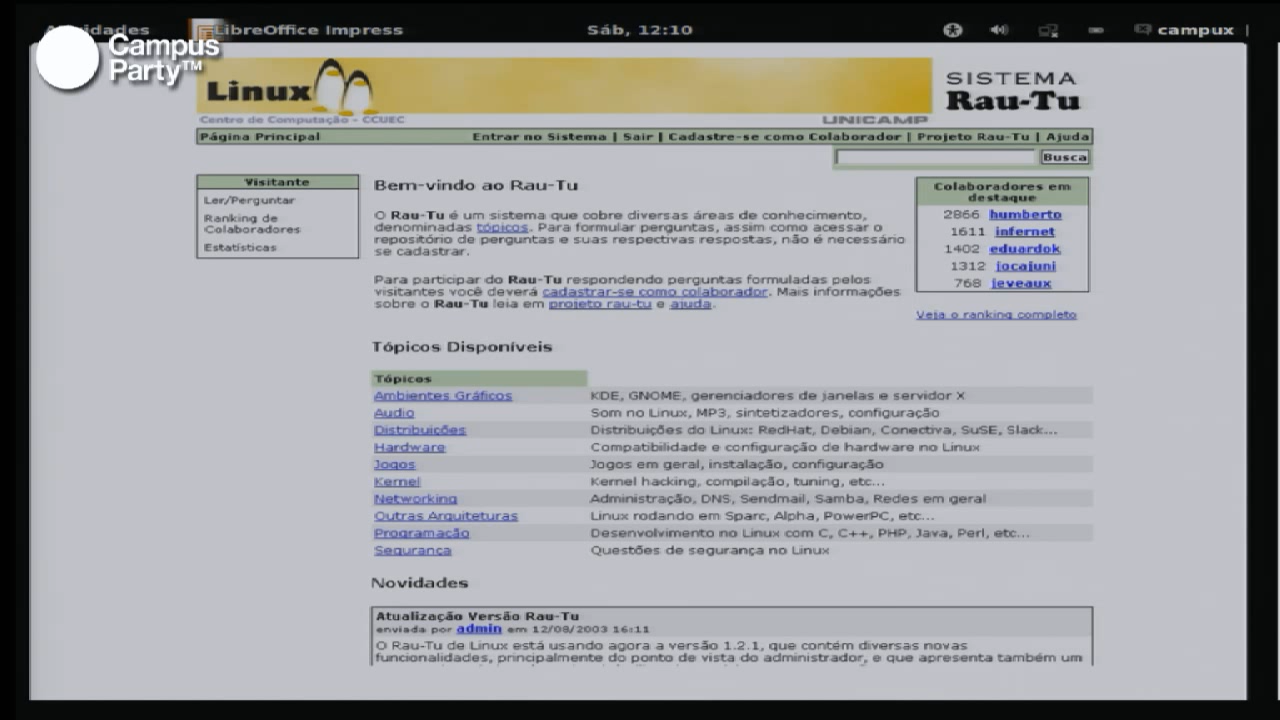 LibreOffice Impress Sáb, 12:10 campux
Campus
Party™
Linux
SISTEMA
Rau-Tu
Centro de Computação - CCUEC UNICAMP
Página Principal Entrar no Sistema | Sair | Cadastre-se como Colaborador | Projeto Rau-Tu | Ajuda
Busca
Visitante
Ler/Perguntar
Ranking de
Colaboradores
Estatísticas
Bem-vindo ao Rau-Tu
O Rau-Tu é um sistema que cobre diversas áreas de conhecimento,
denominadas tópicos. Para formular perguntas, assim como acessar o
repositório de perguntas e suas respectivas respostas, não é necessário
se cadastrar.
Para participar do Rau-Tu respondendo perguntas formuladas pelos
visitantes você deverá cadastrar-se como colaborador. Mais informações
sobre o Rau-Tu leia em projeto rau-tu e ajuda.
Colaboradores em
destaque
2866 humberto
1611 infernet
1402 eduardok
1312 jocajuni
768 jeveaux
Veja o ranking completo
Tópicos Disponíveis
Tópicos
Ambientes Gráficos KDE, GNOME, gerenciadores de janelas e servidor X
Audio Som no Linux, MP3, sintetizadores, configuração
Distribuições Distribuições do Linux: RedHat, Debian, Conectiva, SuSE, Slack...
Hardware Compatibilidade e configuração de hardware no Linux
Jogos Jogos em geral, instalação, configuração
Kernel Kernel hacking, compilação, tuning, etc...
Networking Administração, DNS, Sendmail, Samba, Redes em geral
Outras Arquiteturas Linux rodando em Sparc, Alpha, PowerPC, etc...
Programação Desenvolvimento no Linux com C, C++, PHP, Java, Perl, etc...
Segurança Questões de segurança no Linux
Novidades
Atualização Versão Rau-Tu
enviada por admin em 12/08/2003 16:11
O Rau-Tu de Linux está usando agora a versão 1.2.1, que contém diversas novas
funcionalidades, principalmente do ponto de vista do administrador, e que apresenta também um